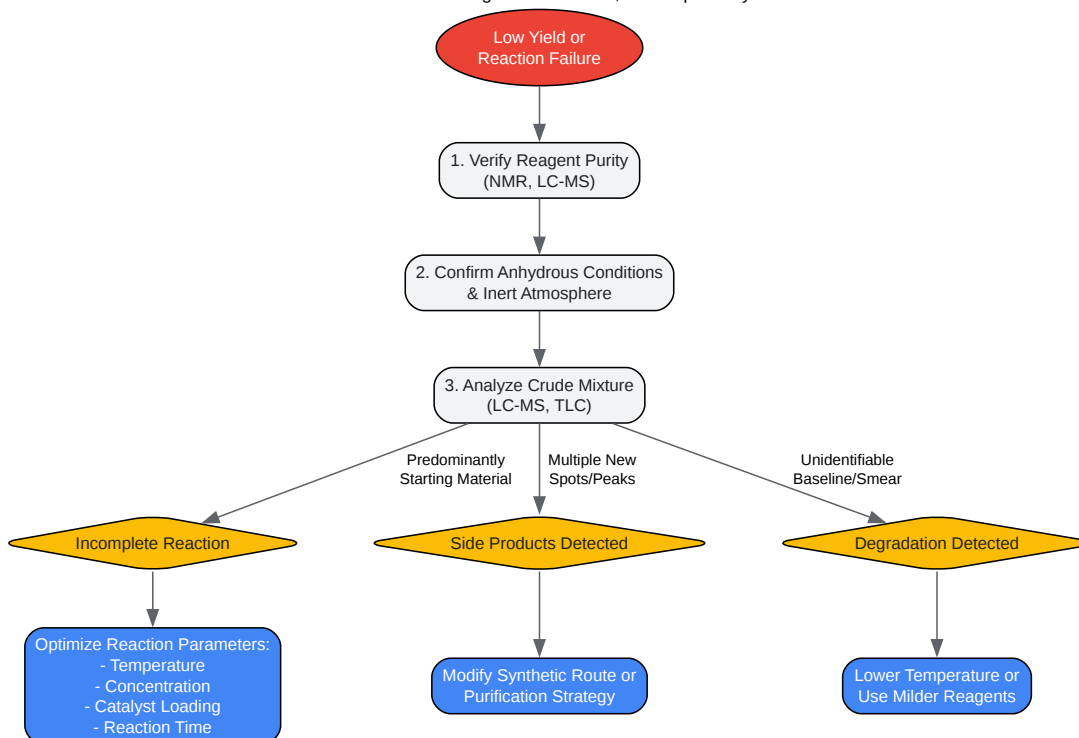 Low Yield or
Reaction Failure
1. Verify Reagent Purity
(NMR, LC-MS)
2. Confirm Anhydrous Conditions
& Inert Atmosphere
3. Analyze Crude Mixture
(LC-MS, TLC)
Predominantly
Starting Material
Multiple New
Spots/Peaks
Unidentifiable
Baseline/Smear
Incomplete Reaction
Side Products Detected
Degradation Detected
Optimize Reaction Parameters:
- Temperature
- Concentration
- Catalyst Loading
- Reaction Time
Modify Synthetic Route or
Purification Strategy
Lower Temperature or
Use Milder Reagents